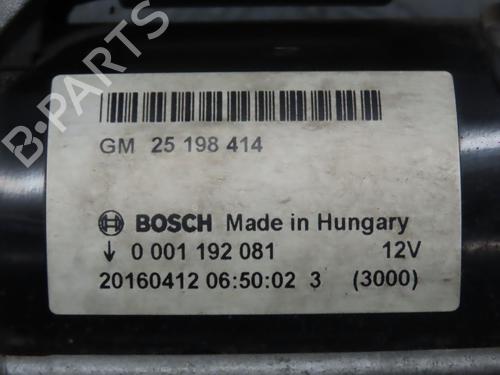 B-PARTS
GM 25 198 414
BOSCH Made in Hungary
↓ 0 001 192 081 12V
20160412 06:50:02 3 (3000)